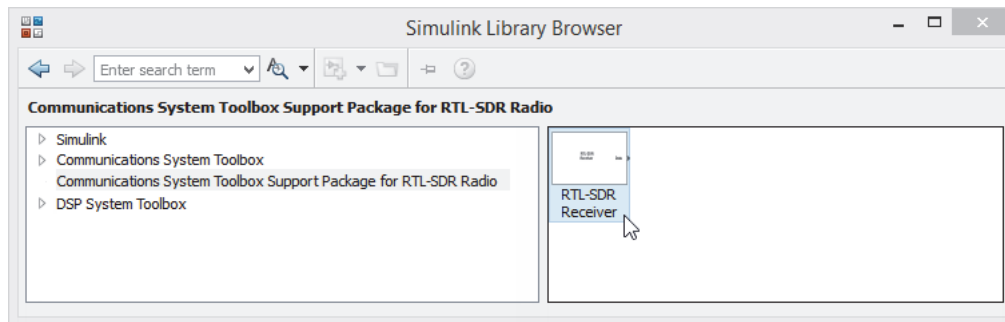 Simulink Library Browser
Enter search term
Communications System Toolbox Support Package for RTL-SDR Radio
Simulink
Communications System Toolbox
Communications System Toolbox Support Package for RTL-SDR Radio
DSP System Toolbox
RTL-SDR
Receiver